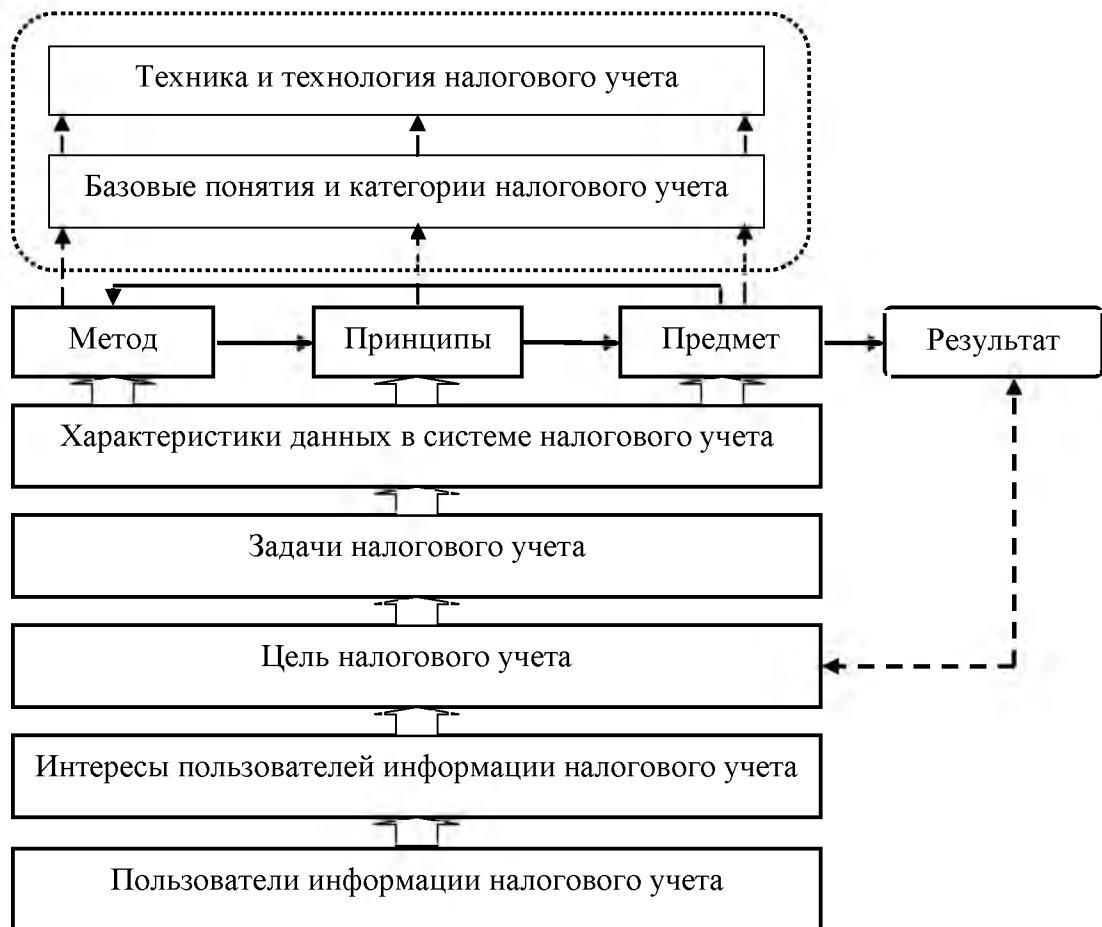 Техника и технология налогового учета
Базовые понятия и категории налогового учета
Метод
Принципы
Предмет
Результат
Характеристики данных в системе налогового учета
Задачи налогового учета
Цель налогового учета
Интересы пользователей информации налогового учета
Пользователи информации налогового учета